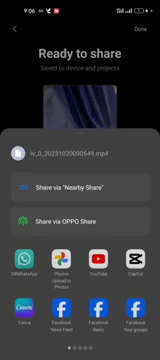 9:06
Done
Ready to share
Saved to device and projects
lv_0_20231020090549.mp4
Share via "Nearby Share"
Share via OPPO Share
GBWhatsApp
Photos
Upload to
Photos
YouTube
CapCut
Canva
Canva
Facebook
News Feed
Facebook
Reels
Facebook
Your groups